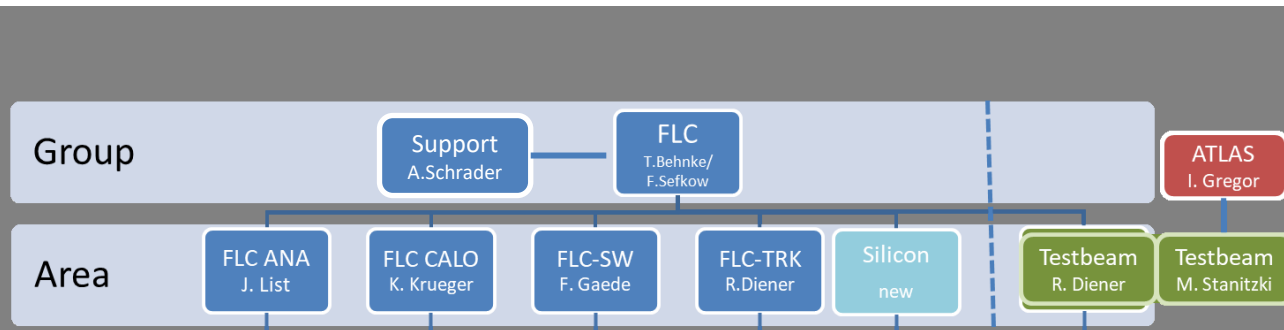 Group
Support
A.Schrader
FLC
T.Behnke/
F.Sefkow
ATLAS
I. Gregor
Area
FLC ANA
J. List
FLC CALO
K. Krueger
FLC-SW
F. Gaede
FLC-TRK
R.Diener
Silicon
new
Testbeam
R. Diener
Testbeam
M. Stanitzki